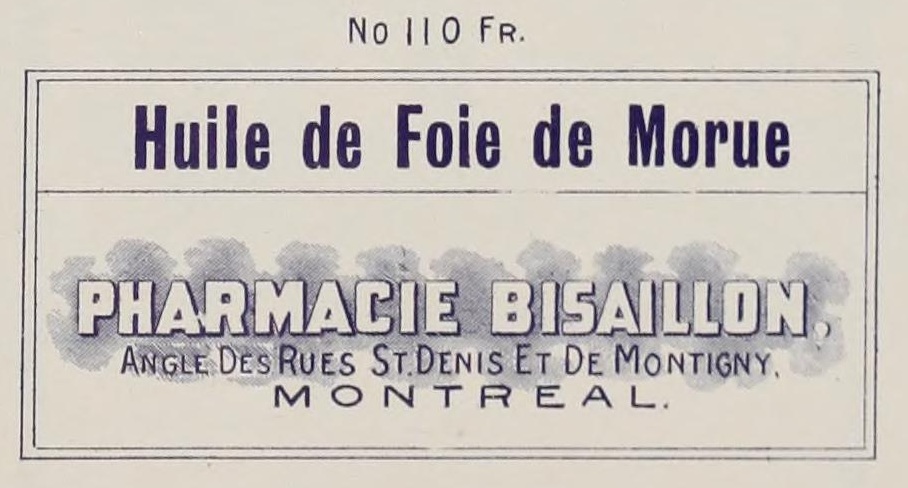 No 110 FR.
Huile de Foie de Morue
PHARMACIE BISAILLON,
ANGLE DES RUES ST. DENIS ET DE MONTIGNY.
MONTREAL.